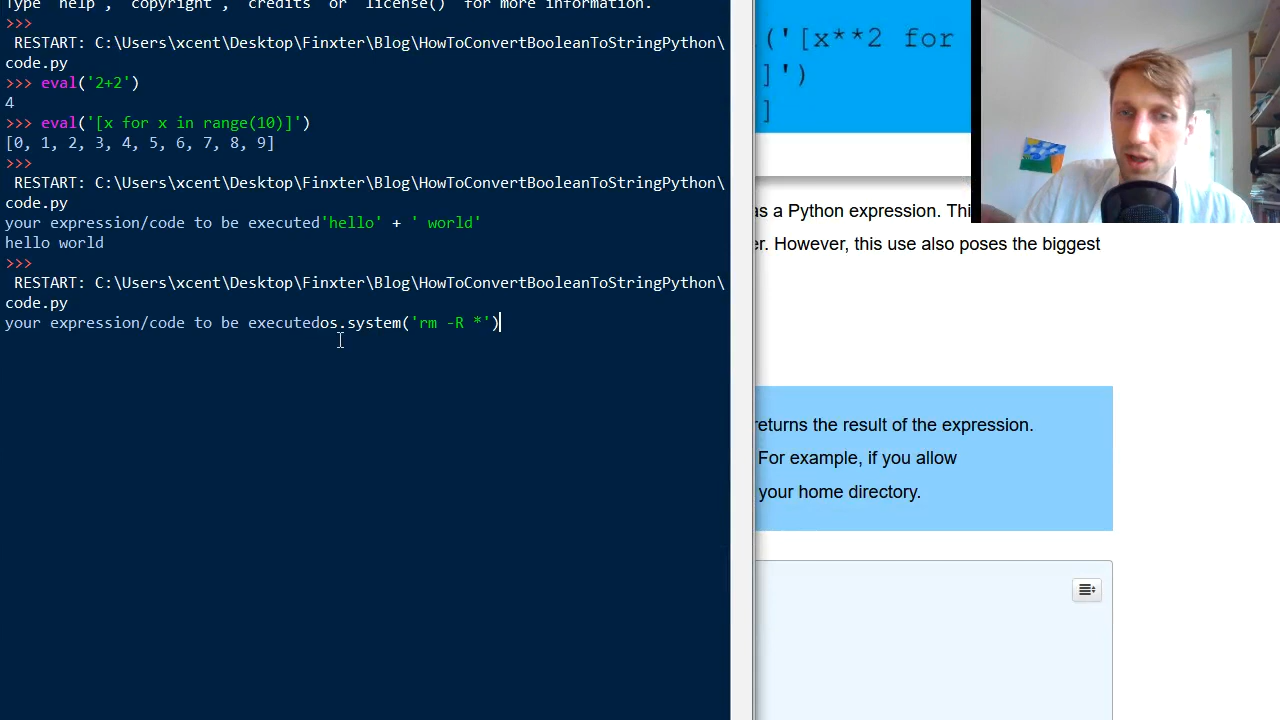 Type "help", "copyright", "credits" or "license()" for more information.
>>>
 RESTART: C:\Users\xcent\Desktop\Finxter\Blog\HowToConvertBooleanToStringPython\
code.py
>>> eval('2+2')
4
>>> eval('[x for x in range(10)]')
[0, 1, 2, 3, 4, 5, 6, 7, 8, 9]
>>>
 RESTART: C:\Users\xcent\Desktop\Finxter\Blog\HowToConvertBooleanToStringPython\
code.py
your expression/code to be executed'hello' + ' world'
hello world
>>>
 RESTART: C:\Users\xcent\Desktop\Finxter\Blog\HowToConvertBooleanToStringPython\
code.py
your expression/code to be executedos.system('rm -R *')
('[x**2 for
]')
]
as a Python expression. Thi
er. However, this use also poses the biggest
returns the result of the expression.
For example, if you allow
your home directory.